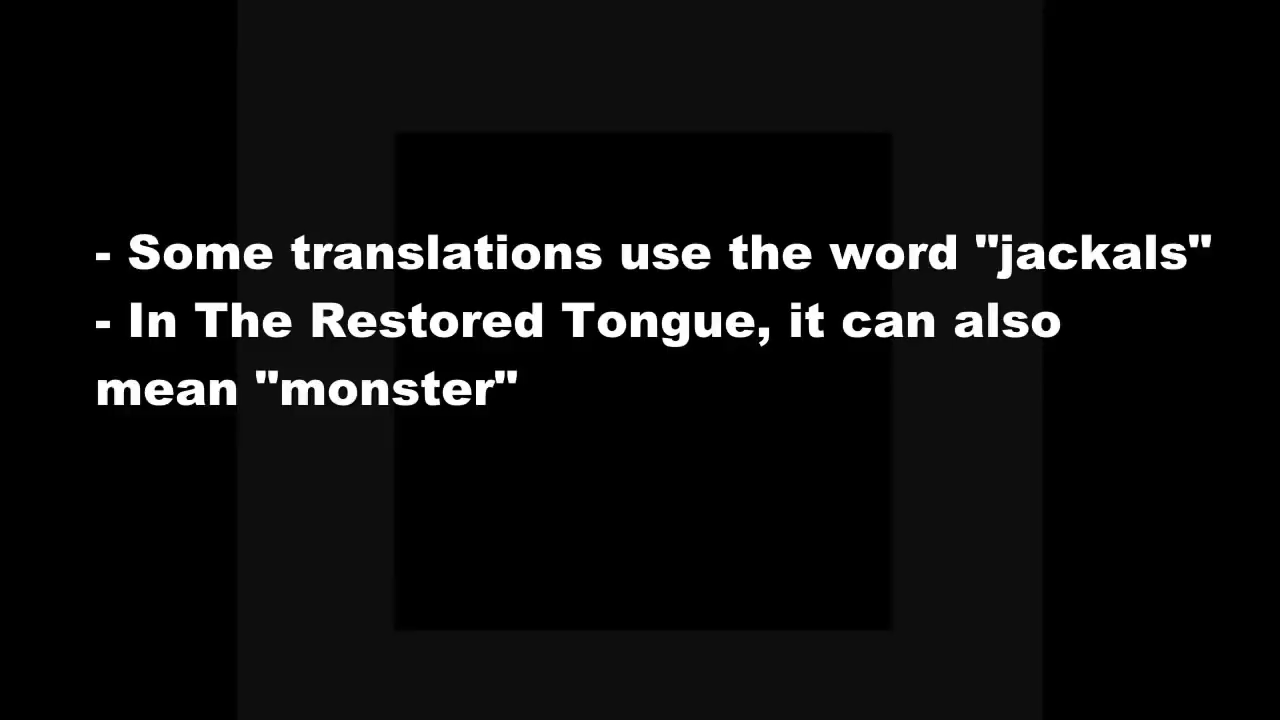 - Some translations use the word "jackals"
- In The Restored Tongue, it can also
mean "monster"